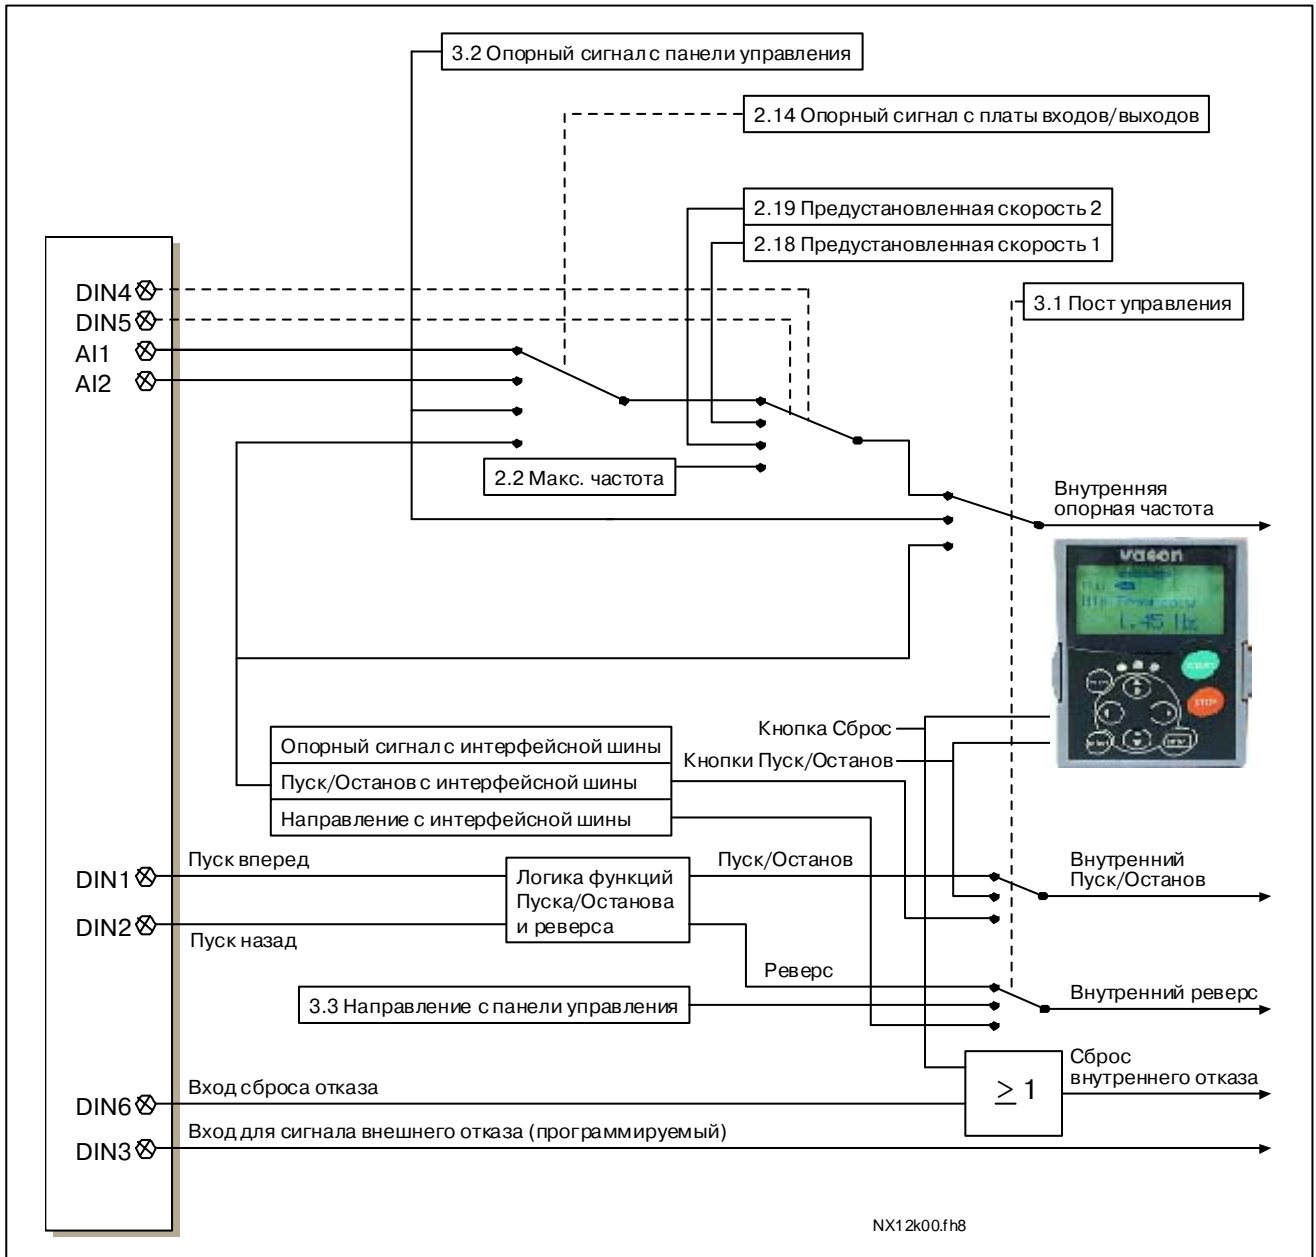 3.2 Опорный сигнал с панели управления
2.14 Опорный сигнал с платы входов/выходов
2.19 Предустановленная скорость 2
2.18 Предустановленная скорость 1
3.1 Пост управления
DIN4
DIN5
AI1
AI2
2.2 Макс. частота
Внутренняя
опорная частота
vacon
1.45 Hz
STOP
Кнопка Сброс
Кнопки Пуск/Останов
Опорный сигнал с интерфейсной шины
Пуск/Останов с интерфейсной шины
Направление с интерфейсной шины
DIN1
Пуск вперед
DIN2
Пуск назад
Логика функций
Пуска/Останова
и реверса
Пуск/Останов
Внутренний
Пуск/Останов
Реверс
3.3 Направление с панели управления
Внутренний реверс
DIN6
Вход сброса отказа
≥ 1
Сброс
внутреннего отказа
DIN3
Вход для сигнала внешнего отказа (программируемый)
NX12k00.fh8